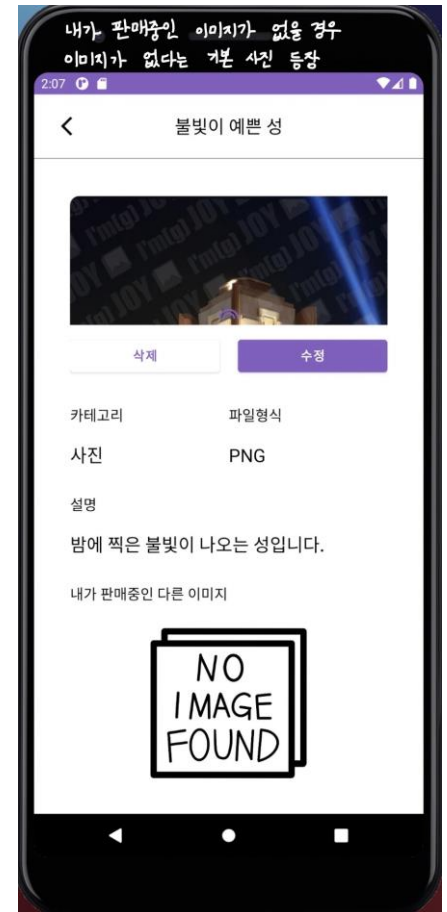 내가 판매중인 이미지가 없을 경우
이미지가 없다는 기본 사진 등장
2:07
불빛이 예쁜 성
I'm(g) JOY
I'm(g) JOY
삭제 수정
카테고리 파일형식
사진 PNG
설명
밤에 찍은 불빛이 나오는 성입니다.
내가 판매중인 다른 이미지
NO
IMAGE
FOUND